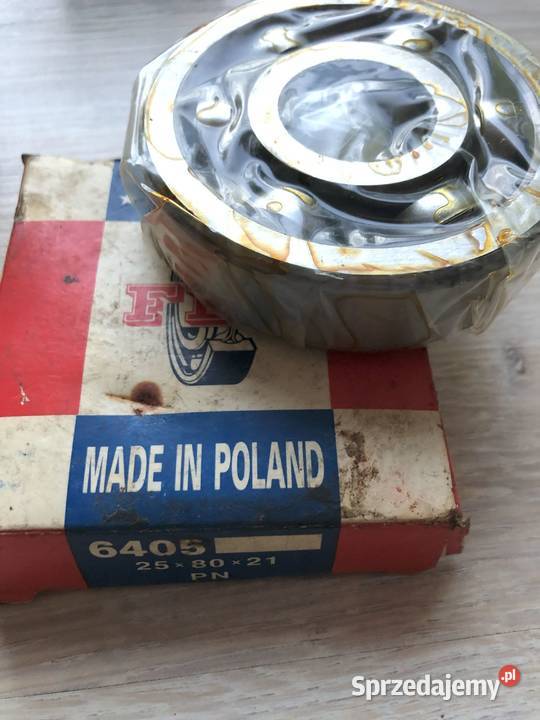 MADE IN POLAND
6405
25×80×21
PN
Sprzedajemy.pl